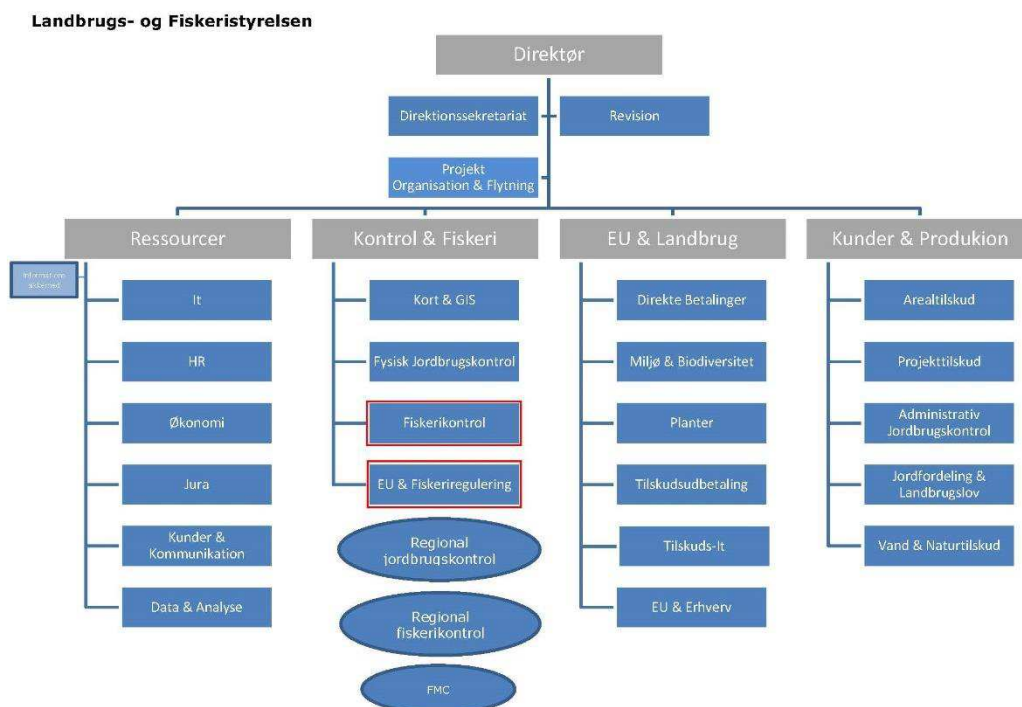 Landbrugs- og Fiskeristyrelsen
Direktør
Direktionssekretariat
Revision
Projekt
Organisation & Flytning
Ressourcer
Kontrol & Fiskeri
EU & Landbrug
Kunder & Produkion
It
HR
Økonomi
Jura
Kunder &
Kommunikation
Data & Analyse
Kort & GIS
Fysisk Jordbrugskontrol
Fiskerikontrol
EU & Fiskeriregulering
Regional
jordbrugskontrol
Regional
fiskerikontrol
FMC
Direkte Betalinger
Miljø & Biodiversitet
Planter
Tilskudsudbetaling
Tilskuds-It
EU & Erhverv
Arealtilskud
Projekttilskud
Administrativ
Jordbrugskontrol
Jordfordeling &
Landbrugslov
Vand & Naturtilskud